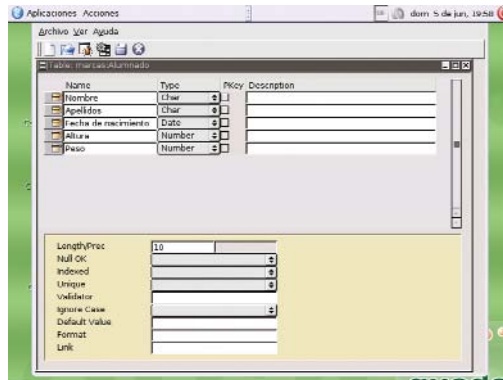 Aplicaciones Acciones
dom 5 de jun, 19:58
Archivo Ver Ayuda
Table: marcas:Alumnado
Name Type PKey Description
Nombre Char
Apellidos Char
Fecha de nacimiento Date
Altura Number
Peso Number
Length/Prec 10
Null OK
Indexed
Unique
Validator
Ignore Case
Default Value
Format
Link